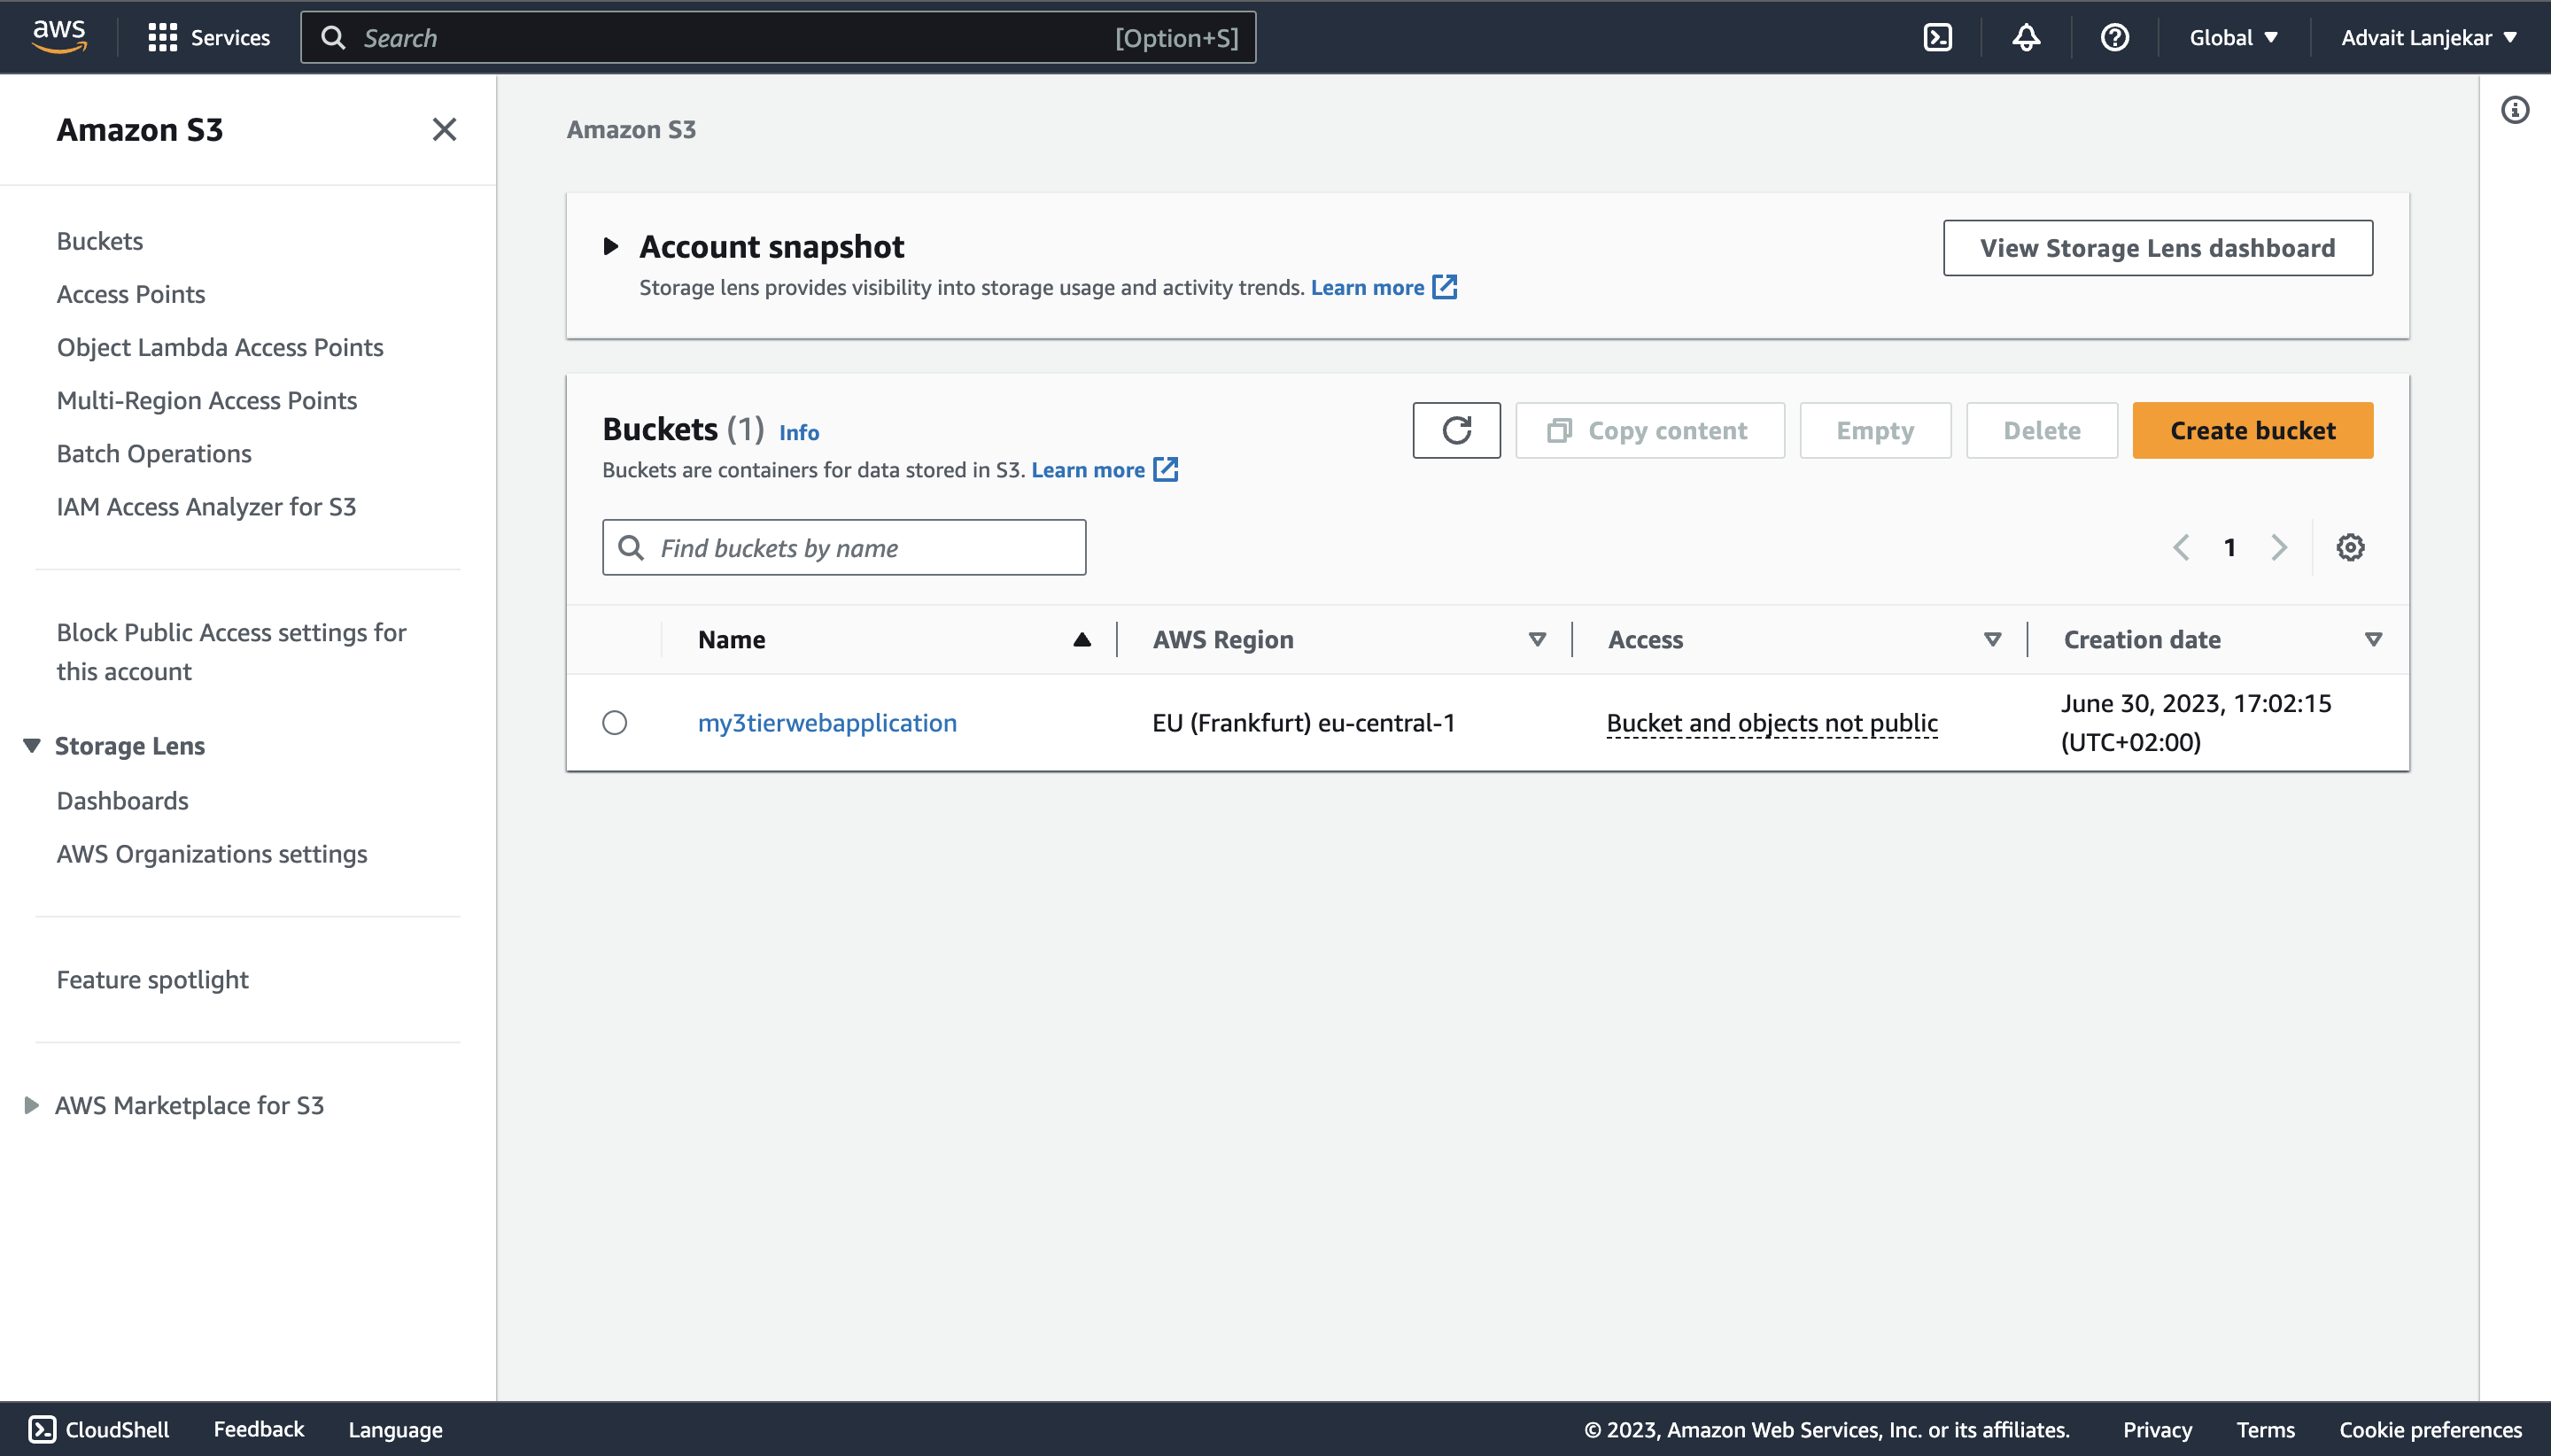 aws
Services
Search
[Option+S]
Global
Advait Lanjekar
Amazon S3
Buckets
Access Points
Object Lambda Access Points
Multi-Region Access Points
Batch Operations
IAM Access Analyzer for S3
Block Public Access settings for
this account
Storage Lens
Dashboards
AWS Organizations settings
Feature spotlight
AWS Marketplace for S3
Amazon S3
Account snapshot
Storage lens provides visibility into storage usage and activity trends. Learn more
View Storage Lens dashboard
Buckets (1) Info
Buckets are containers for data stored in S3. Learn more
Copy content
Empty
Delete
Create bucket
Find buckets by name
1
Name
AWS Region
Access
Creation date
my3tierwebapplication
EU (Frankfurt) eu-central-1
Bucket and objects not public
June 30, 2023, 17:02:15
(UTC+02:00)
CloudShell
Feedback
Language
© 2023, Amazon Web Services, Inc. or its affiliates.
Privacy
Terms
Cookie preferences